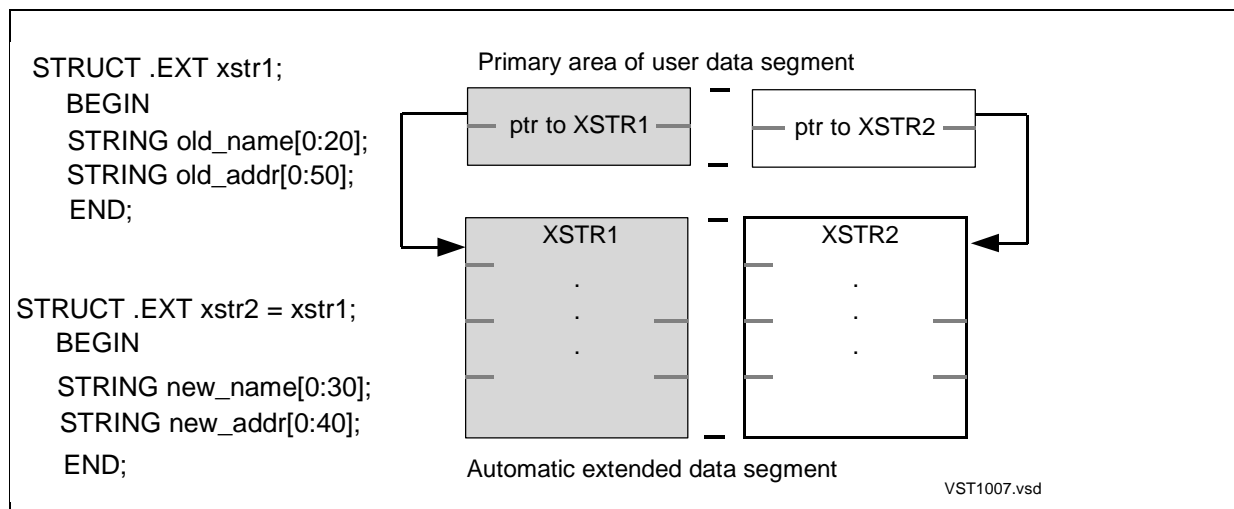 STRUCT .EXT xstr1;
BEGIN
STRING old_name[0:20];
STRING old_addr[0:50];
END;
STRUCT .EXT xstr2 = xstr1;
BEGIN
STRING new_name[0:30];
STRING new_addr[0:40];
END;
Primary area of user data segment
ptr to XSTR1
ptr to XSTR2
XSTR1
XSTR2
Automatic extended data segment
VST1007.vsd